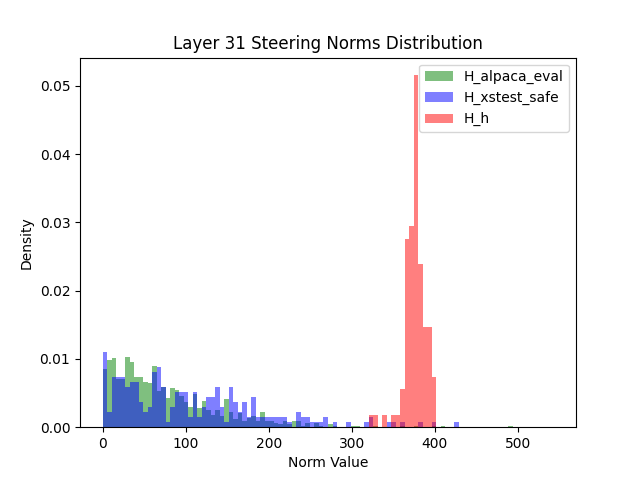 Layer 31 Steering Norms Distribution
H_alpaca_eval
H_xstest_safe
H_h
Density
0.05
0.04
0.03
0.02
0.01
0.00
0
100
200
300
400
500
Norm Value